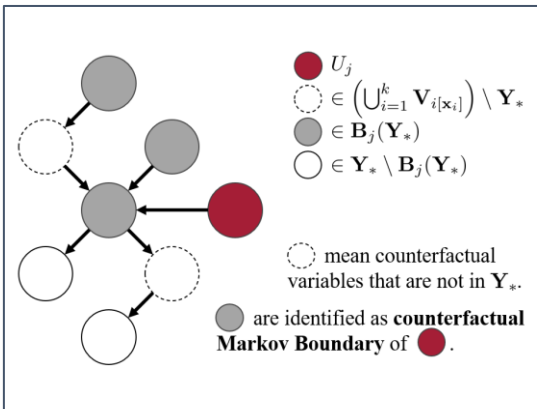 U_j
∈ (⋃_{i=1}^{k} V_{i[x_i]}) \ Y_*
∈ B_j(Y_*)
∈ Y_* \ B_j(Y_*)
mean counterfactual
variables that are not in Y_*.
are identified as counterfactual
Markov Boundary of .